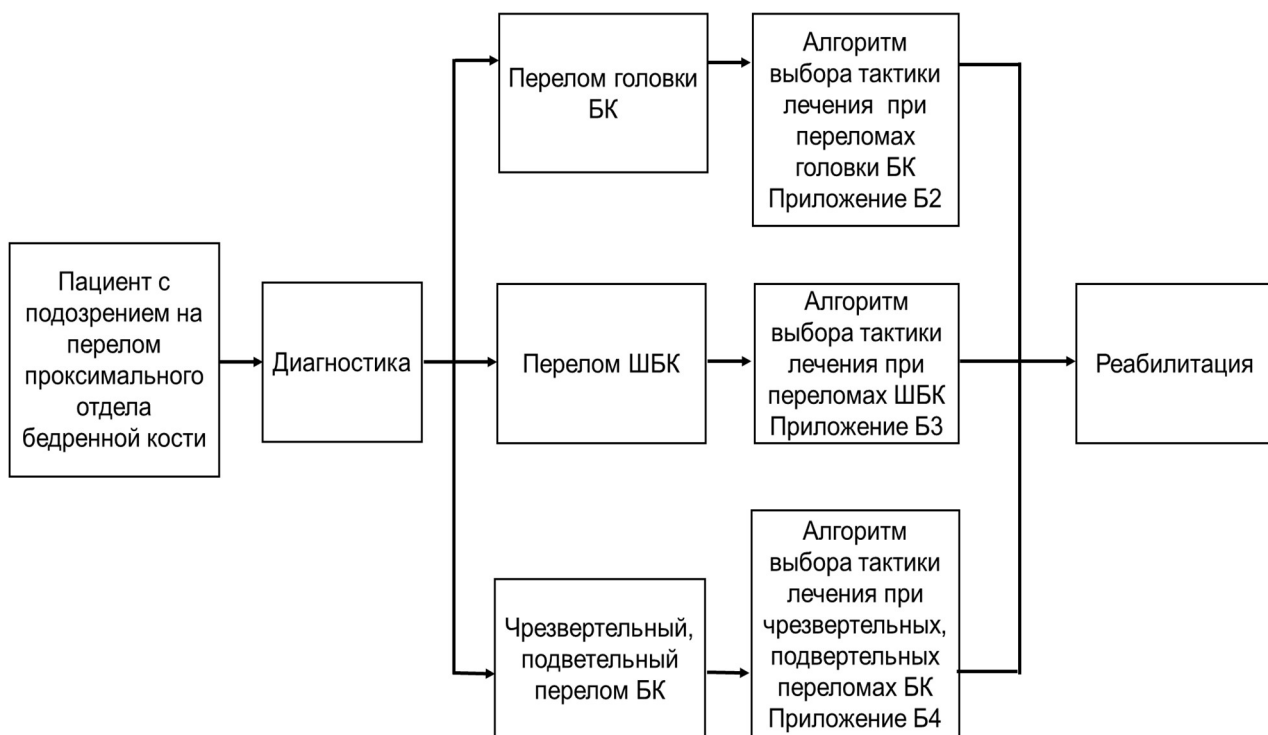 Пациент с
подозрением на
перелом
проксимального
отдела
бедренной кости
Диагностика
Перелом головки
БК
Алгоритм
выбора тактики
лечения при
переломах
головки БК
Приложение Б2
Перелом ШБК
Алгоритм
выбора тактики
лечения при
переломах ШБК
Приложение Б3
Чрезвертельный,
подветельный
перелом БК
Алгоритм
выбора тактики
лечения при
чрезвертельных,
подвертельных
переломах БК
Приложение Б4
Реабилитация